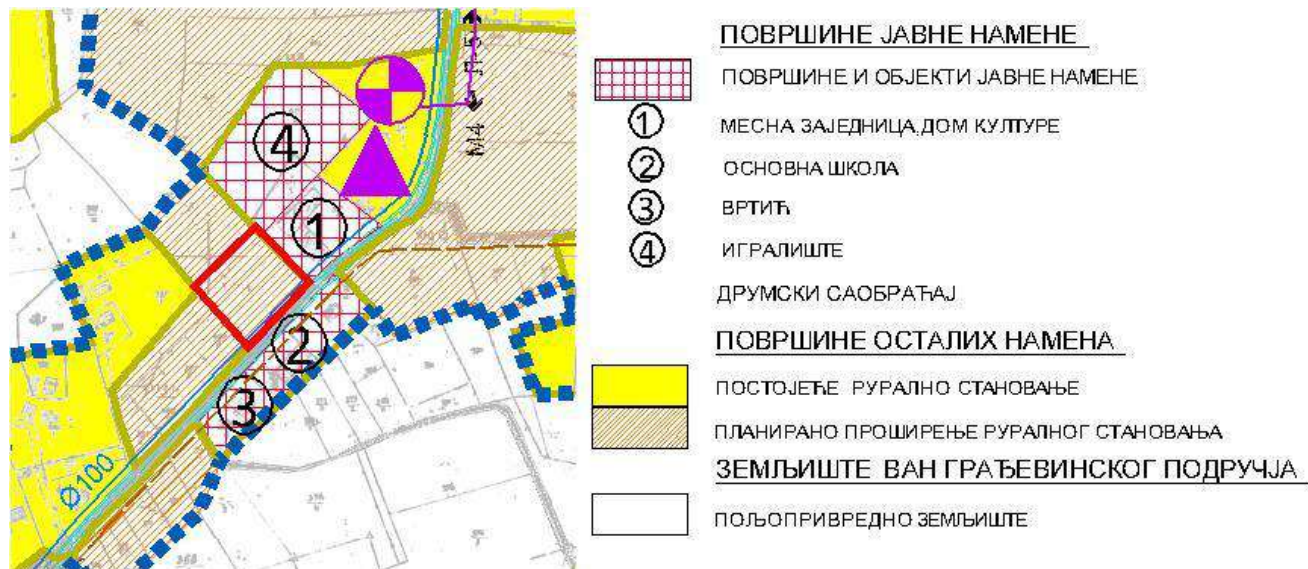 Л-5
М4
4
1
2
3
Ø100
ПОВРШИНЕ ЈАВНЕ НАМЕНЕ
ПОВРШИНЕ И ОБЈЕКТИ ЈАВНЕ НАМЕНЕ
1 МЕСНА ЗАЈЕДНИЦА,ДОМ КУЛТУРЕ
2 ОСНОВНА ШКОЛА
3 ВРТИЋ
4 ИГРАЛИШТЕ
ДРУМСКИ САОБРАЋАЈ
ПОВРШИНЕ ОСТАЛИХ НАМЕНА
ПОСТОЈЕЋЕ РУРАЛНО СТАНОВАЊЕ
ПЛАНИРАНО ПРОШИРЕЊЕ РУРАЛНОГ СТАНОВАЊА
ЗЕМЉИШТЕ ВАН ГРАЂЕВИНСКОГ ПОДРУЧЈА
ПОЉОПРИВРЕДНО ЗЕМЉИШТЕ